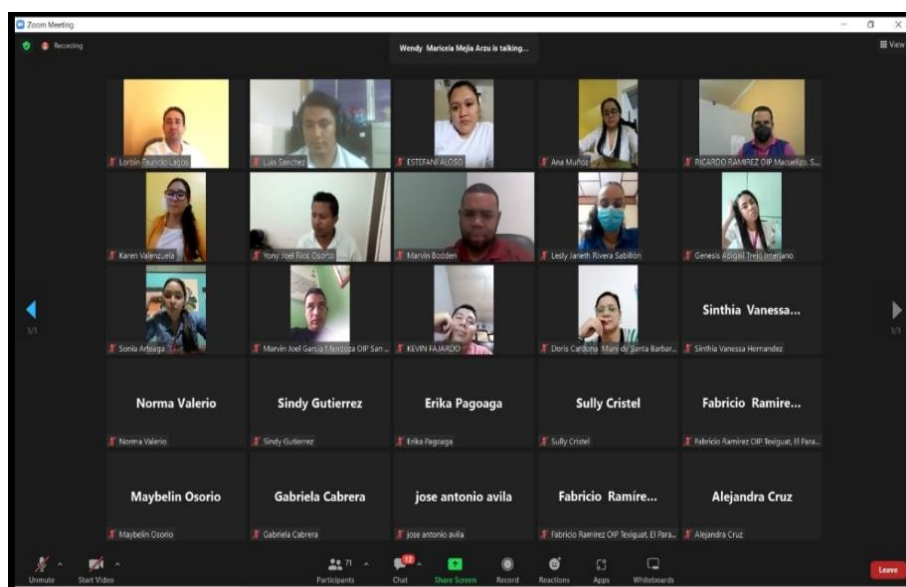 Zoom Meeting
Recording
Wendy Maricela Mejia Arzu is talking...
View
Lorbin Fauricio Lagos
Luis Sanchez
ESTEFANI ALOSO
Ana Muñoz
RICARDO RAMIREZ OIP Macuelizo, S...
Karen Valenzuela
Yony Joel Rios Osorto
Marvin Bodden
Lesly Janeth Rivera Sabillón
Genesis Abigail Trejo Interiano
Sonia Arteaga
Marvin Joel Garcia Mendoza OIP San ...
KEVIN FAJARDO
Doris Cardona Muni de Santa Barbar...
Sinthia Vanessa...
Sinthia Vanessa Hernandez
Norma Valerio
Norma Valerio
Sindy Gutierrez
Sindy Gutierrez
Erika Pagoaga
Erika Pagoaga
Sully Cristel
Sully Cristel
Fabricio Ramire...
Fabricio Ramirez OIP Texiguat, El Para...
Maybelin Osorio
Maybelin Osorio
Gabriela Cabrera
Gabriela Cabrera
jose antonio avila
jose antonio avila
Fabricio Ramíre...
Fabricio Ramirez OIP Texiguat, El Para...
Alejandra Cruz
Alejandra Cruz
Unmute
Start Video
71
Participants
12
Chat
Share Screen
Record
Reactions
Apps
Whiteboards
Leave